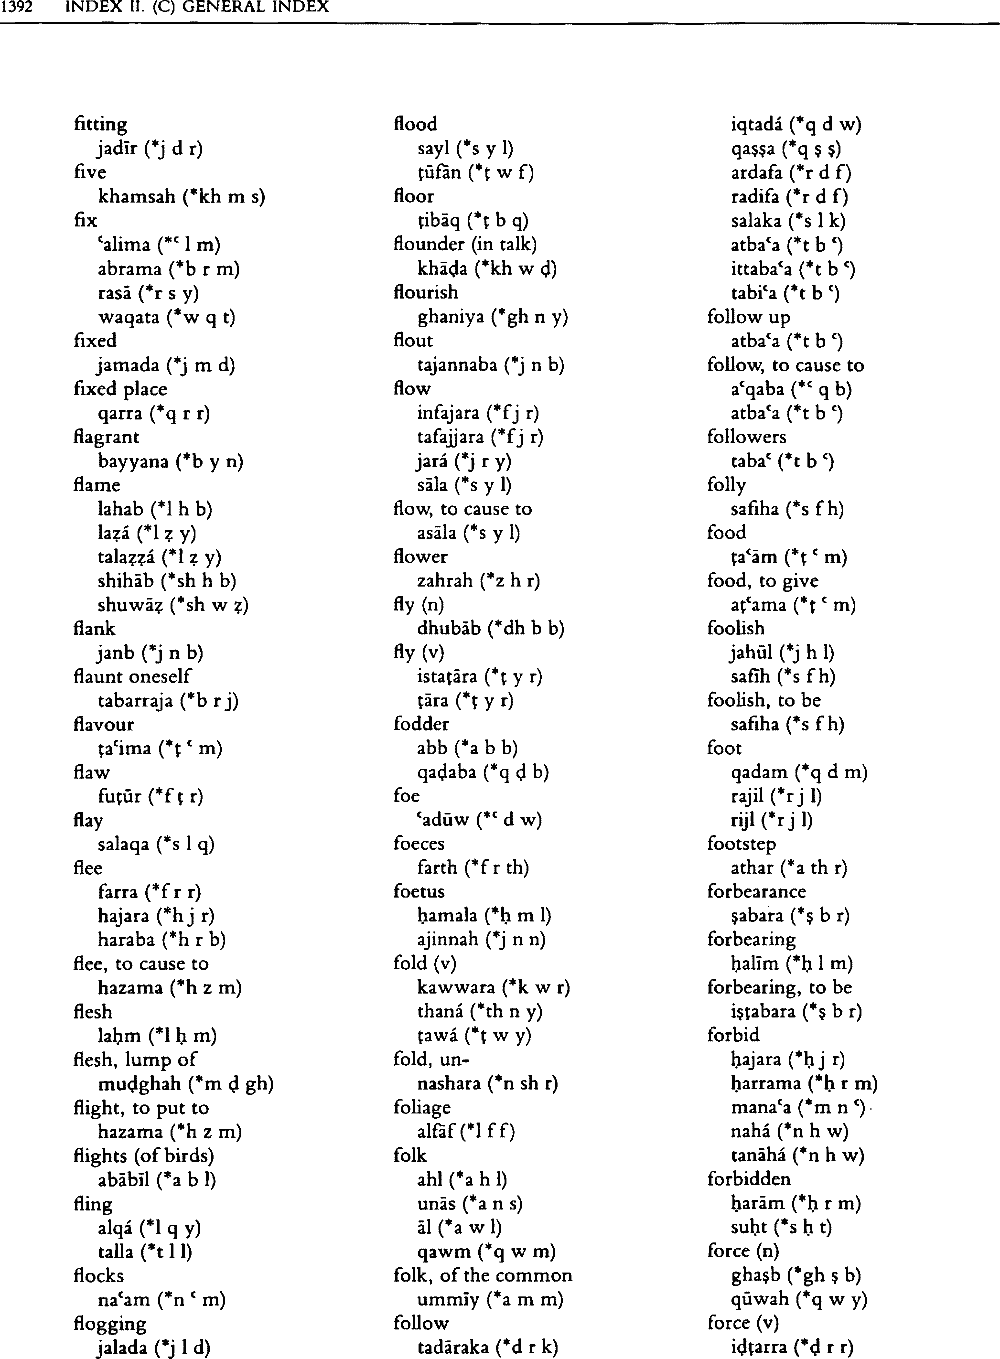 1392 INDEX II. (C) GENERAL INDEX
fitting
jadīr (*j d r)
five
khamsah (*kh m s)
fix
ʿalima (*ʿ l m)
abrama (*b r m)
rasā (*r s y)
waqata (*w q t)
fixed
jamada (*j m d)
fixed place
qarra (*q r r)
flagrant
bayyana (*b y n)
flame
lahab (*l h b)
laẓá (*l ẓ y)
talaẓẓá (*l ẓ y)
shihāb (*sh h b)
shuwāẓ (*sh w ẓ)
flank
janb (*j n b)
flaunt oneself
tabarraja (*b r j)
flavour
ṭaʿima (*ṭ ʿ m)
flaw
fuṭūr (*f ṭ r)
flay
salaqa (*s l q)
flee
farra (*f r r)
hajara (*h j r)
haraba (*h r b)
flee, to cause to
hazama (*h z m)
flesh
laḥm (*l ḥ m)
flesh, lump of
muḍghah (*m ḍ gh)
flight, to put to
hazama (*h z m)
flights (of birds)
abābīl (*a b l)
fling
alqá (*l q y)
talla (*t l l)
flocks
naʿam (*n ʿ m)
flogging
jalada (*j l d)
flood
sayl (*s y l)
ṭūfān (*ṭ w f)
floor
ṭibāq (*ṭ b q)
flounder (in talk)
khāḍa (*kh w ḍ)
flourish
ghaniya (*gh n y)
flout
tajannaba (*j n b)
flow
infajara (*f j r)
tafajjara (*f j r)
jará (*j r y)
sāla (*s y l)
flow, to cause to
asāla (*s y l)
flower
zahrah (*z h r)
fly (n)
dhubāb (*dh b b)
fly (v)
istaṭāra (*ṭ y r)
ṭāra (*ṭ y r)
fodder
abb (*a b b)
qaḍaba (*q ḍ b)
foe
ʿadūw (*ʿ d w)
foeces
farth (*f r th)
foetus
ḥamala (*ḥ m l)
ajinnah (*j n n)
fold (v)
kawwara (*k w r)
thaná (*th n y)
ṭawá (*ṭ w y)
fold, un-
nashara (*n sh r)
foliage
alfāf (*l f f)
folk
ahl (*a h l)
unās (*a n s)
āl (*a w l)
qawm (*q w m)
folk, of the common
ummīy (*a m m)
follow
tadāraka (*d r k)
iqtadá (*q d w)
qaṣṣa (*q ṣ ṣ)
ardafa (*r d f)
radifa (*r d f)
salaka (*s l k)
atbaʿa (*t b ʿ)
ittabaʿa (*t b ʿ)
tabiʿa (*t b ʿ)
follow up
atbaʿa (*t b ʿ)
follow, to cause to
aʿqaba (*ʿ q b)
atbaʿa (*t b ʿ)
followers
tabaʿ (*t b ʿ)
folly
safiha (*s f h)
food
ṭaʿām (*ṭ ʿ m)
food, to give
aṭʿama (*ṭ ʿ m)
foolish
jahūl (*j h l)
safīh (*s f h)
foolish, to be
safiha (*s f h)
foot
qadam (*q d m)
rajil (*r j l)
rijl (*r j l)
footstep
athar (*a th r)
forbearance
ṣabara (*ṣ b r)
forbearing
ḥalīm (*ḥ l m)
forbearing, to be
iṣṭabara (*ṣ b r)
forbid
ḥajara (*ḥ j r)
ḥarrama (*ḥ r m)
manaʿa (*m n ʿ)
nahá (*n h w)
tanāhá (*n h w)
forbidden
ḥarām (*ḥ r m)
suḥt (*s ḥ t)
force (n)
ghaṣb (*gh ṣ b)
qūwah (*q w y)
force (v)
iḍṭarra (*ḍ r r)